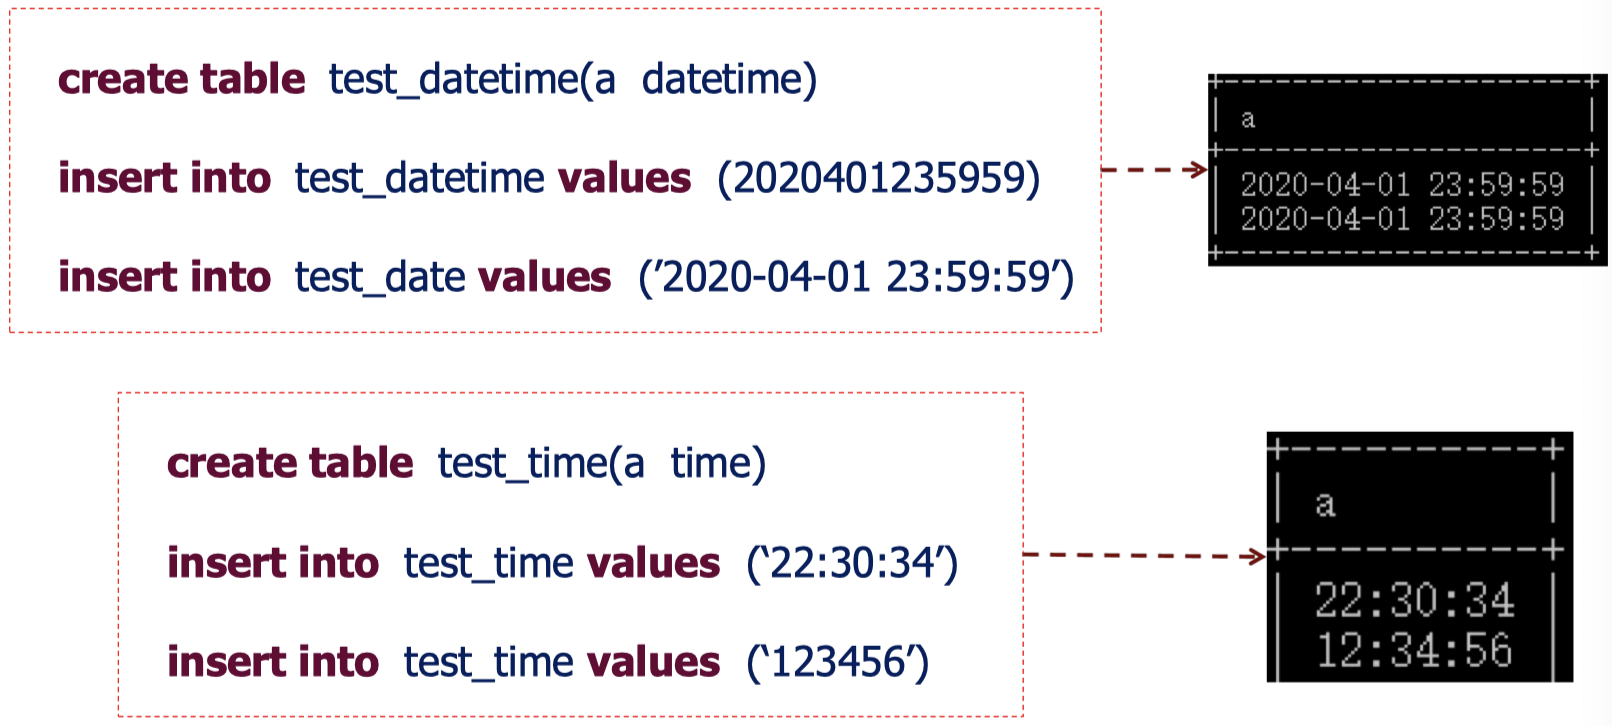 create table test_datetime(a datetime)
insert into test_datetime values (2020401235959)
insert into test_date values (’2020-04-01 23:59:59’)
a
2020-04-01 23:59:59
2020-04-01 23:59:59
create table test_time(a time)
insert into test_time values (‘22:30:34’)
insert into test_time values (‘123456’)
a
22:30:34
12:34:56